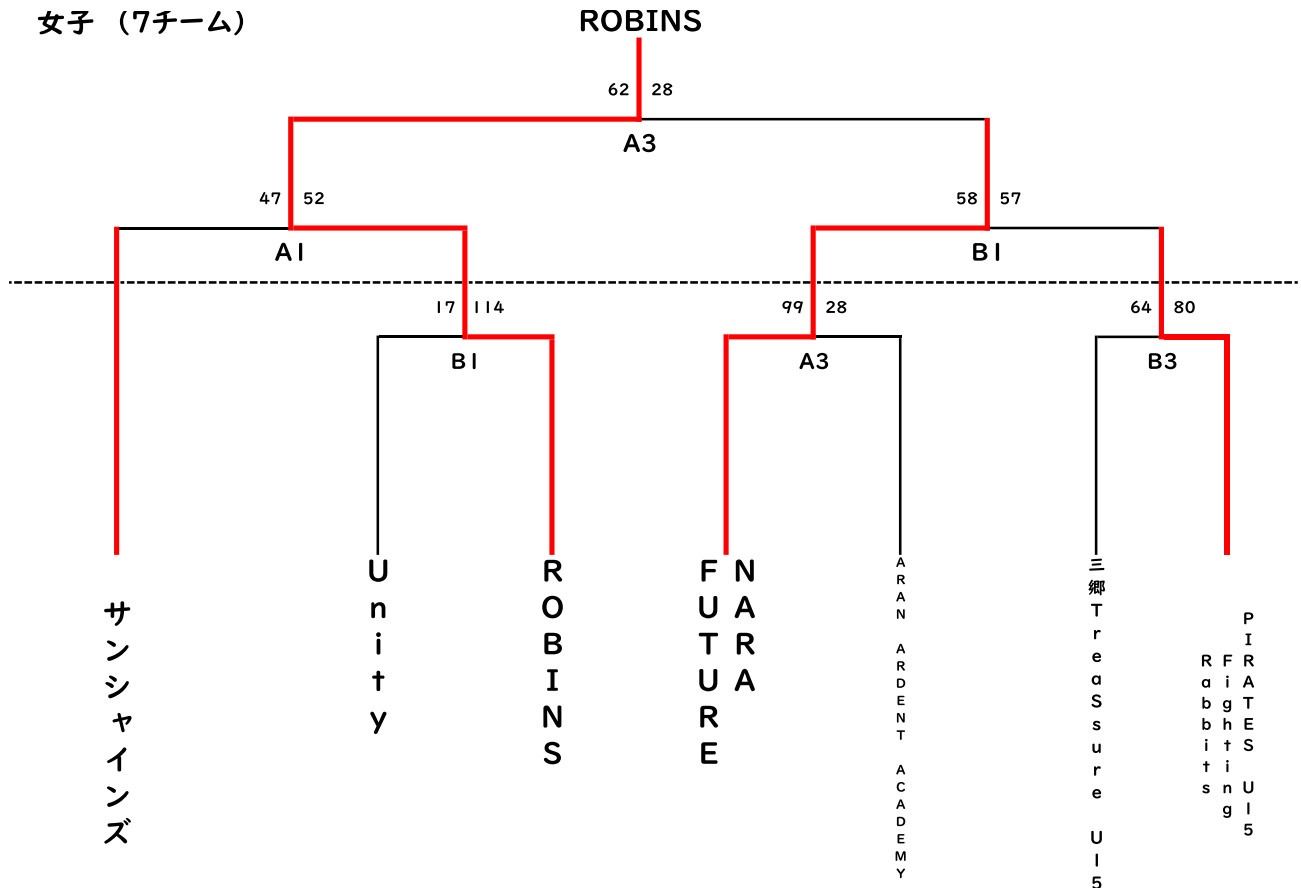 女子 （7チーム）
ROBINS
62 28
A3
47 52
58 57
A1
B1
17 114
99 28
64 80
B1
A3
B3
サンシャインズ
Unity
ROBINS
NARA
FUTURE
ARAN ARDENT ACADEMY
三郷TreaSsure U15
PIRATES U15
Fighting
Rabbits